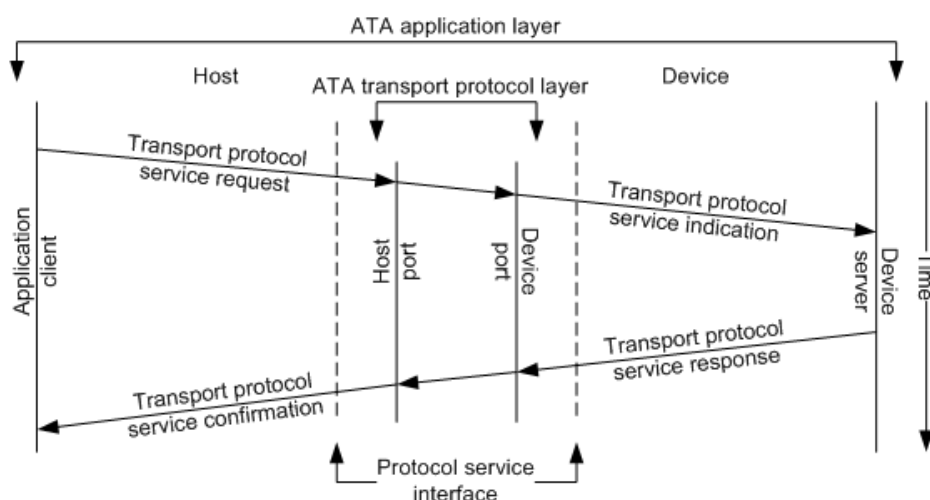 ATA application layer
Host
Device
ATA transport protocol layer
Transport protocol
service request
Transport protocol
service indication
Application
client
Host
port
Device
port
Device
server
Time
Transport protocol
service response
Transport protocol
service confirmation
Protocol service
interface